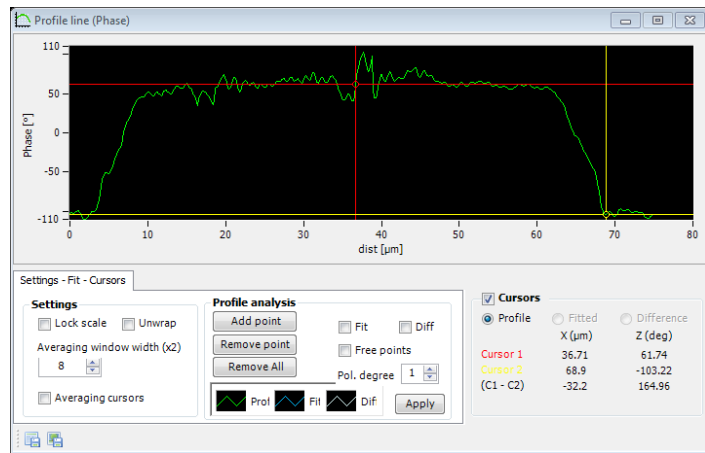 Profile line (Phase)
110
50
0
-50
-110
Phase [°]
0 10 20 30 40 50 60 70 80
dist [µm]
Settings - Fit - Cursors
Settings
Lock scale Unwrap
Averaging window width (x2)
8
Averaging cursors
Profile analysis
Add point
Remove point
Remove All
Fit Diff
Free points
Pol. degree 1
Prof Fit Dif
Apply
Cursors
Profile Fitted Difference
X (µm) Z (deg)
Cursor 1 36.71 61.74
Cursor 2 68.9 -103.22
(C1 - C2) -32.2 164.96